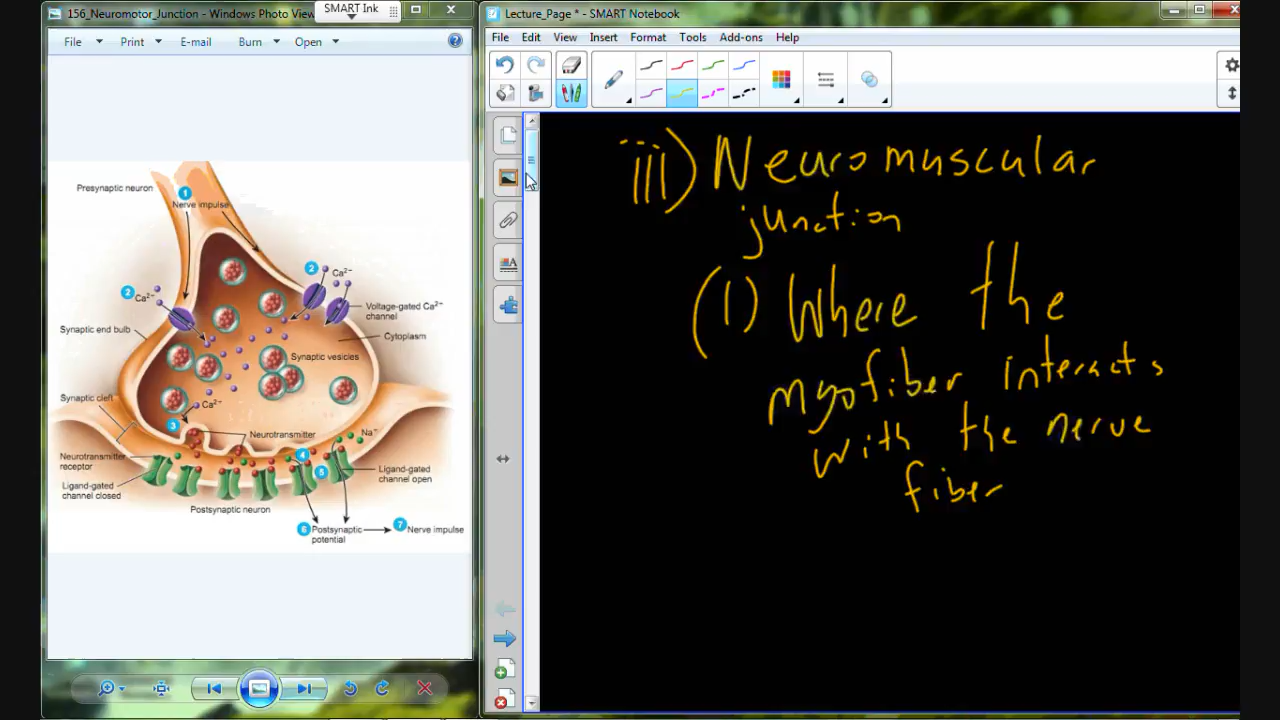 156_Neuromotor_Junction - Windows Photo View
SMART Ink
File Print E-mail Burn Open
Presynaptic neuron
1
Nerve impulse
2
Ca2-
2
Ca2-
Voltage-gated Ca2-
channel
Synaptic end bulb
Cytoplasm
Synaptic vesicles
Synaptic cleft
Ca2-
3
Neurotransmitter
Na-
4
Neurotransmitter
receptor
5
Ligand-gated
channel closed
Ligand-gated
channel open
Postsynaptic neuron
6 Postsynaptic
potential
7 Nerve impulse
Lecture_Page * - SMART Notebook
File Edit View Insert Format Tools Add-ons Help
iii) Neuromuscular
junction
(1) Where the
myofiber interacts
with the nerve
fiber